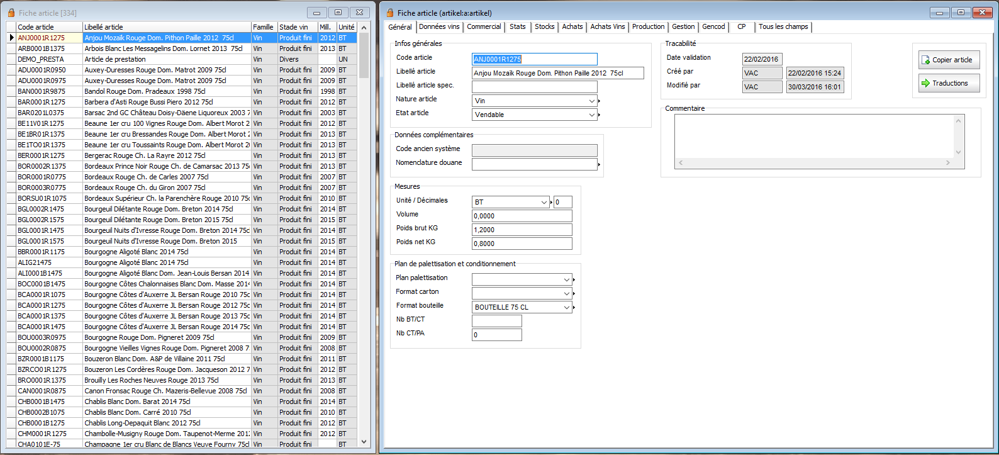 Fiche article [334]
Code article Libellé article Famille Stade vin Mill. Unité
ANJ0001R1275 Anjou Mozaïk Rouge Dom. Pithon Paille 2012 75cl Vin Produit fini 2012 BT
ARB0001B1375 Arbois Blanc Les Messagelins Dom. Lornet 2013 75cl Vin Produit fini 2013 BT
DEMO_PRESTA Article de prestation Vin Divers UN
ADU0001R0950 Auxey-Duresses Rouge Dom. Matrot 2009 75cl Vin Produit fini 2009 BT
ADU0001R0975 Auxey-Duresses Rouge Dom. Matrot 2009 75cl Vin Produit fini 2009 BT
BAN0001R9875 Bandol Rouge Dom. Pradeaux 1998 75cl Vin Produit fini 1998 BT
BAR0001R1275 Barbera d'Asti Rouge Bussi Piero 2012 75cl Vin Produit fini 2012 BT
BAR0201L0375 Barsac 2nd GC Château Doisy-Däene Liquoreux 2003 7 Vin Produit fini 2003 BT
BE11V01R1275 Beaune 1er cru 100 Vignes Rouge Dom. Albert Morot 2 Vin Produit fini 2012 BT
BE1BR01R1375 Beaune 1er cru Bressandes Rouge Dom. Albert Morot 2 Vin Produit fini 2013 BT
BE1TO01R1375 Beaune 1er cru Toussaints Rouge Dom. Albert Morot 2 Vin Produit fini 2013 BT
BER0001R1275 Bergerac Rouge Ch. La Rayre 2012 75cl Vin Produit fini 2012 BT
BOR0002R1375 Bordeaux Prince Noir Rouge Ch. de Camarsac 2013 75c Vin Produit fini 2013 BT
BOR0001R0775 Bordeaux Rouge Ch. de Carles 2007 75cl Vin Produit fini 2007 BT
BOR0003R0775 Bordeaux Rouge Ch. du Giron 2007 75cl Vin Produit fini 2007 BT
BORSU01R1075 Bordeaux Supérieur Ch. la Parenchère Rouge 2010 75c Vin Produit fini 2010 BT
BGL0002R1475 Bourgeuil Dilétante Rouge Dom. Breton 2014 75cl Vin Produit fini 2014 BT
BGL0002R1575 Bourgeuil Dilétante Rouge Dom. Breton 2015 75cl Vin Produit fini 2015 BT
BGL0001R1475 Bourgeuil Nuits d'Ivresse Rouge Dom. Breton 2014 75c Vin Produit fini 2014 BT
BGL0001R1575 Bourgeuil Nuits d'Ivresse Rouge Dom. Breton 2015 Vin Produit fini 2015 BT
BBR0001R1175 Bourgogne Aligoté Blanc 2014 75cl Vin Produit fini 2014 BT
ALIG21475 Bourgogne Aligoté Blanc 2014 75cl Vin Produit fini 2014 BT
ALI0001B1475 Bourgogne Aligoté Blanc Dom. Jean-Louis Bersan 2014 Vin Produit fini 2014 BT
BOC0001B1475 Bourgogne Côtes Chalonnaises Blanc Dom. Masse 2014 Vin Produit fini 2014 BT
BCA0001R1075 Bourgogne Côtes d'Auxerre JL Bersan Rouge 2010 75c Vin Produit fini 2014 BT
BCA0001R1275 Bourgogne Côtes d'Auxerre JL Bersan Rouge 2012 75c Vin Produit fini 2014 BT
BCA0001R1375 Bourgogne Côtes d'Auxerre JL Bersan Rouge 2013 75c Vin Produit fini 2014 BT
BCA0001R1475 Bourgogne Côtes d'Auxerre JL Bersan Rouge 2014 75c Vin Produit fini 2014 BT
BOU0003R0975 Bourgogne Rouge Dom. Pigneret 2009 75cl Vin Produit fini 2009 BT
BOU0002R0875 Bourgogne Vieilles Vignes Rouge Dom. Pigneret 2008 7 Vin Produit fini 2008 BT
BZR0001B1175 Bouzeron Blanc Dom. A&P de Villaine 2011 75cl Vin Produit fini 2011 BT
BZRCO01R1275 Bouzeron Les Cordères Rouge Dom. Jacqueson 2012 7 Vin Produit fini 2012 BT
BRO0001R1375 Brouilly Les Roches Neuves Rouge 2013 75cl Vin Produit fini 2013 BT
CAN0001R0875 Canon Fronsac Rouge Ch. Mazeris-Bellevue 2008 75cl Vin Produit fini 2008 BT
CHB0001B1475 Chablis Blanc Dom. Barat 2014 75cl Vin Produit fini 2014 BT
CHB0002B1075 Chablis Blanc Dom. Carré 2010 75cl Vin Produit fini 2010 BT
CHB0001B1275 Chablis Long-Depaquit Blanc 2012 75cl Vin Produit fini 2012 BT
CHM0001R1275 Chambolle-Musigny Rouge Dom. Taupenot-Merme 201 Vin Produit fini 2012 BT
CHA0101E-75 Champagne 1er cru Blanc de Blancs Veuve Fourny 75c Vin Produit fini BT
Fiche article (artikel:a:artikel)
Général Données vins Commercial Stats Stocks Achats Achats Vins Production Gestion Gencod CP Tous les champs
Infos générales
Code article ANJ0001R1275
Libellé article Anjou Mozaïk Rouge Dom. Pithon Paille 2012 75cl
Libellé article spec.
Nature article Vin
Etat article Vendable
Données complémentaires
Code ancien système
Nomenclature douane
Mesures
Unité / Décimales BT 0
Volume 0,0000
Poids brut KG 1,2000
Poids net KG 0,8000
Plan de palettisation et conditionnement
Plan palettisation
Format carton
Format bouteille BOUTEILLE 75 CL
Nb BT/CT
Nb CT/PA 0
Tracabilité
Date validation 22/02/2016
Créé par VAC 22/02/2016 15:24
Modifié par VAC 30/03/2016 16:01
Commentaire
Copier article
Traductions